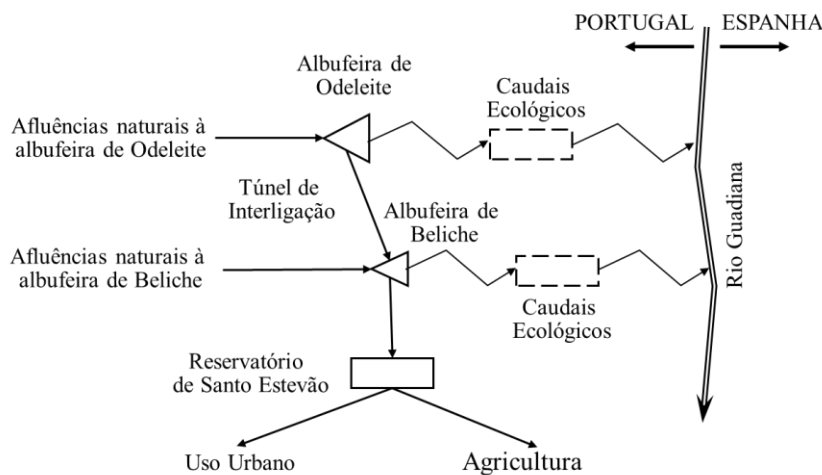 PORTUGAL
ESPANHA
Albufeira de
Odeleite
Caudais
Ecológicos
Afluências naturais à
albufeira de Odeleite
Túnel de
Interligação
Albufeira de
Beliche
Afluências naturais à
albufeira de Beliche
Rio Guadiana
Caudais
Ecológicos
Reservatório
de Santo Estevão
Uso Urbano
Agricultura